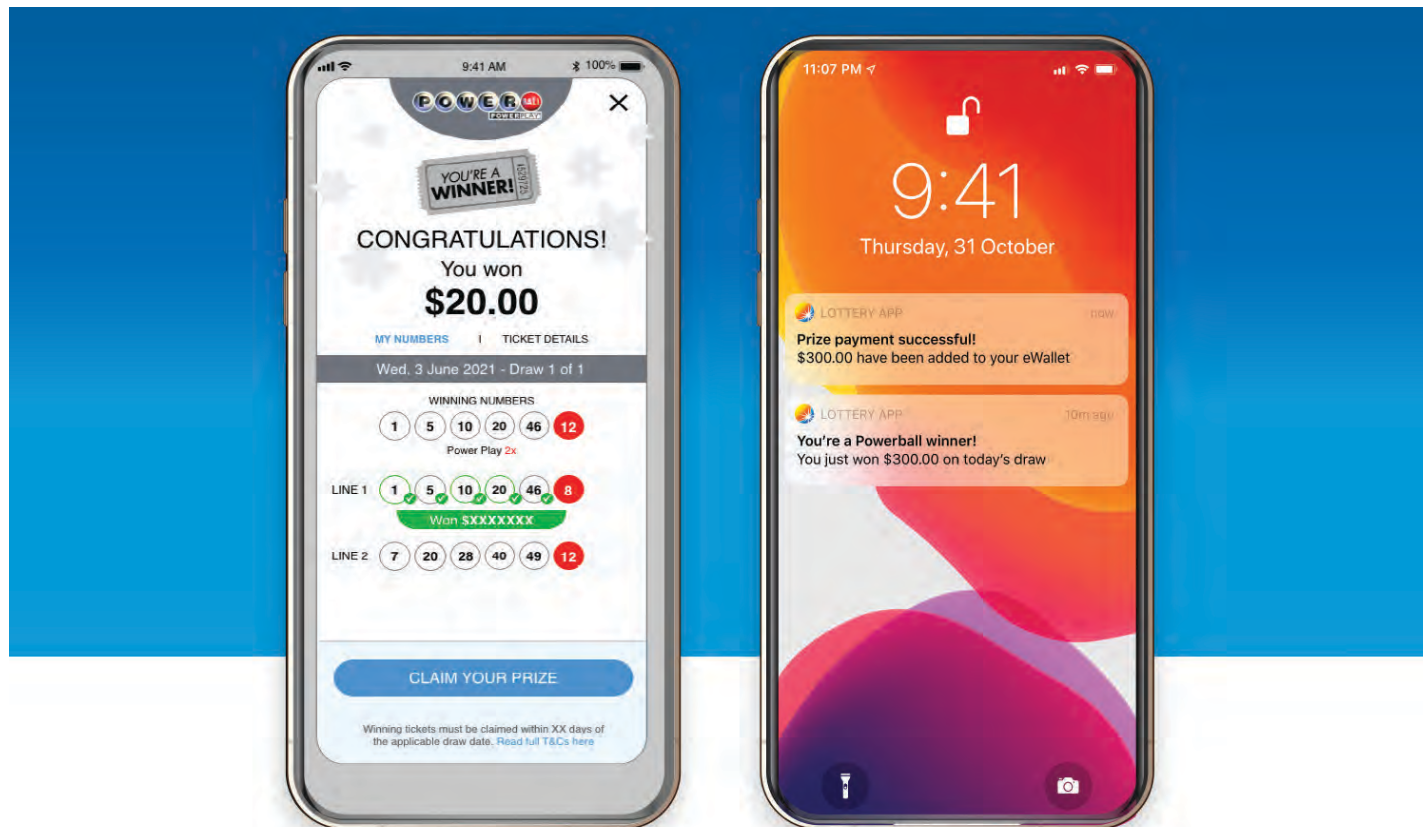 9:41 AM
100%
POWERBALL
POWERPLAY
YOU'RE A
WINNER!
CONGRATULATIONS!
You won
$20.00
MY NUMBERS I TICKET DETAILS
Wed, 3 June 2021 - Draw 1 of 1
WINNING NUMBERS
1 5 10 20 46 12
Power Play 2x
LINE 1 1 5 10 20 46 8
Won $XXXXXXX
LINE 2 7 20 28 40 49 12
CLAIM YOUR PRIZE
Winning tickets must be claimed within XX days of
the applicable draw date. Read full T&Cs here
11:07 PM
9:41
Thursday, 31 October
LOTTERY APP now
Prize payment successful!
$300.00 have been added to your eWallet
LOTTERY APP 10m ago
You're a Powerball winner!
You just won $300.00 on today's draw